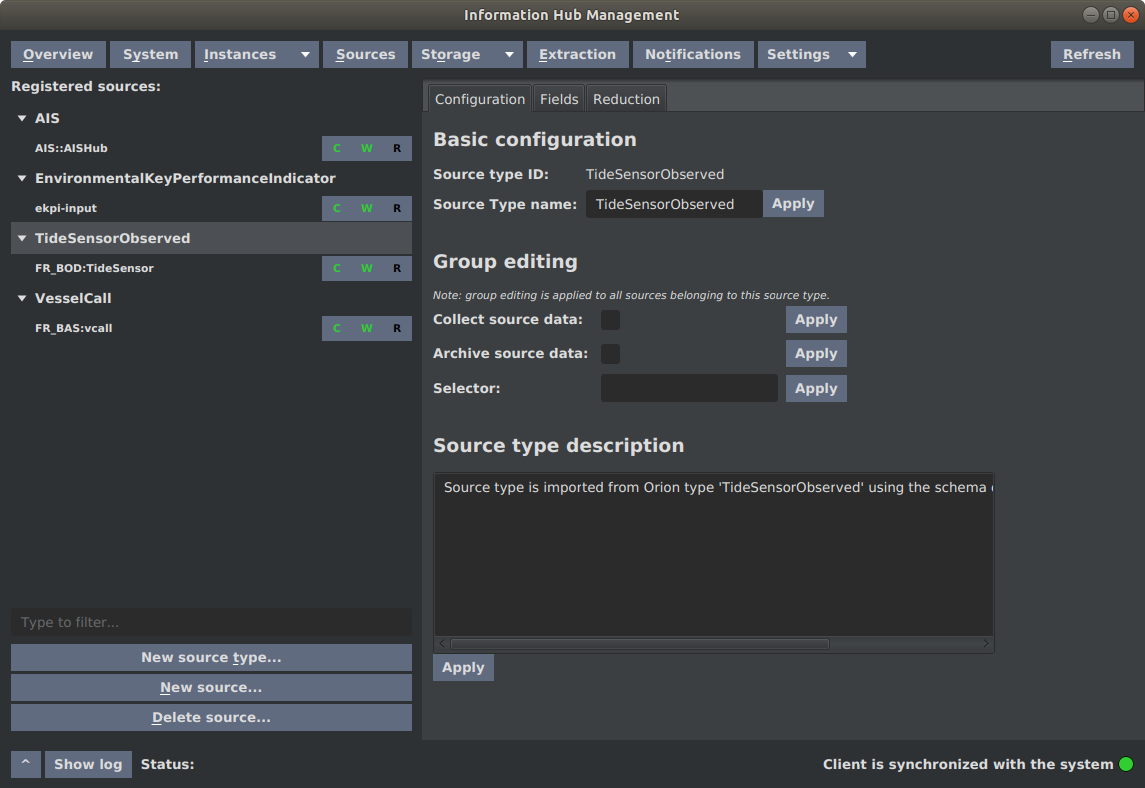 Information Hub Management
Overview System Instances Sources Storage Extraction Notifications Settings Refresh
Registered sources:
AIS
AIS::AISHub C W R
EnvironmentalKeyPerformanceIndicator
ekpi-input C W R
TideSensorObserved
FR_BOD:TideSensor C W R
VesselCall
FR_BAS:vcall C W R
Type to filter...
New source type...
New source...
Delete source...
Configuration Fields Reduction
Basic configuration
Source type ID: TideSensorObserved
Source Type name: TideSensorObserved Apply
Group editing
Note: group editing is applied to all sources belonging to this source type.
Collect source data: Apply
Archive source data: Apply
Selector: Apply
Source type description
Source type is imported from Orion type 'TideSensorObserved' using the schema
Apply
^ Show log Status: Client is synchronized with the system